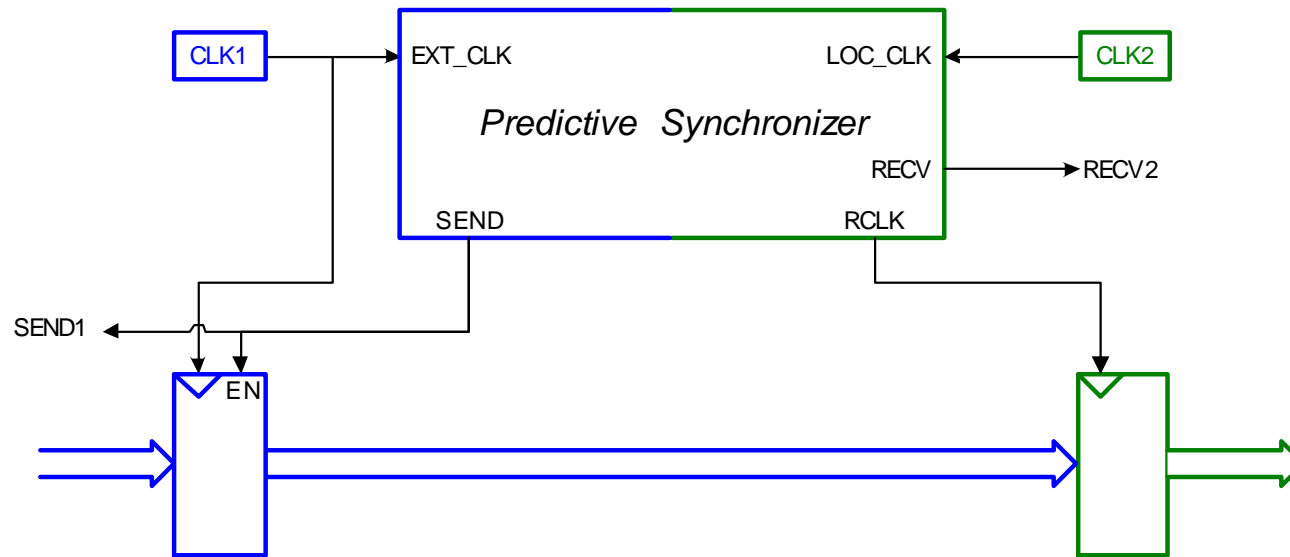 CLK1
EXT_CLK
LOC_CLK
CLK2
Predictive Synchronizer
RECV
RECV2
SEND
RCLK
SEND1
EN